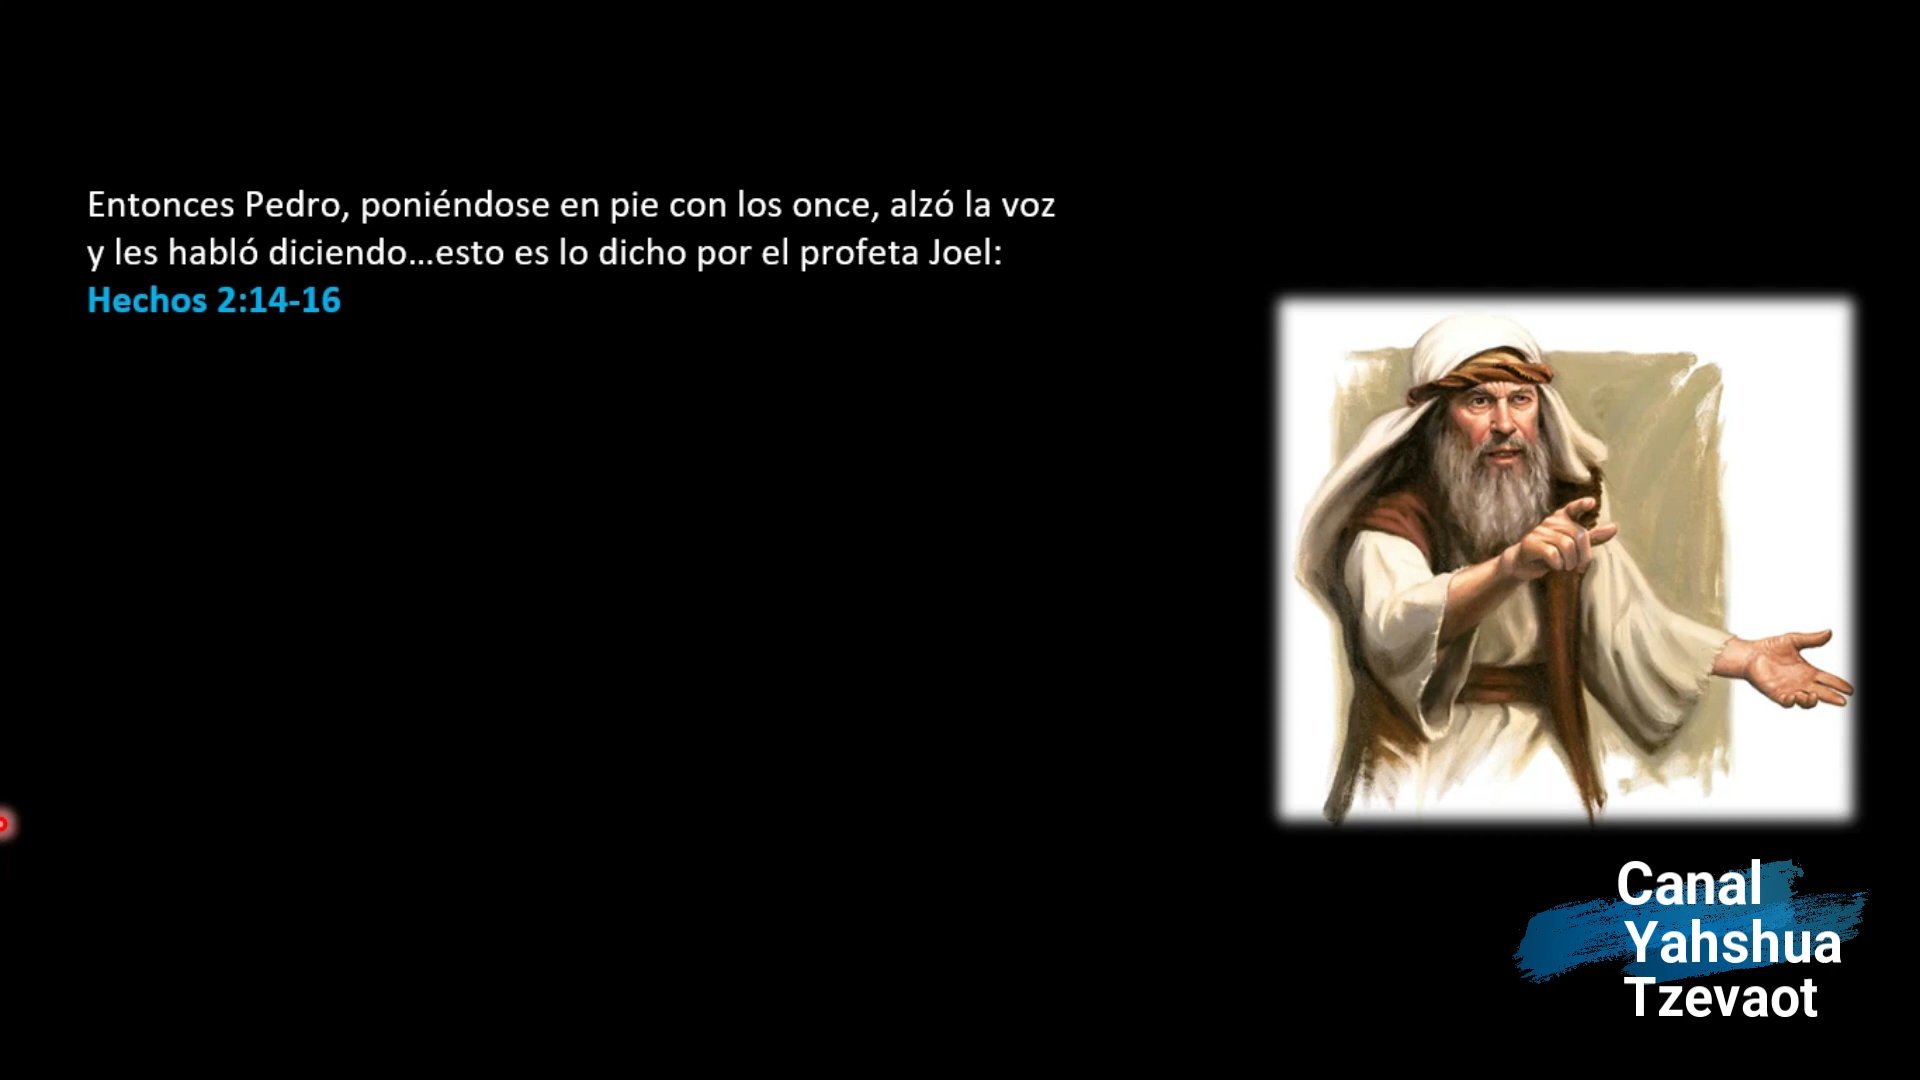 Entonces Pedro, poniéndose en pie con los once, alzó la voz
y les habló diciendo...esto es lo dicho por el profeta Joel:
Hechos 2:14-16
Canal
Yahshua
Tzevaot